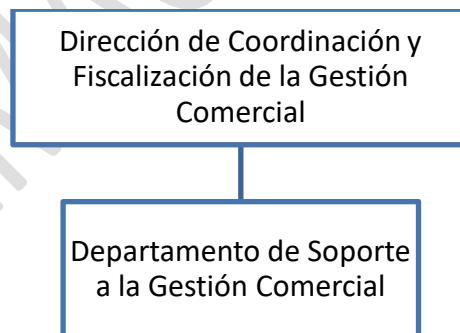 Dirección de Coordinación y
Fiscalización de la Gestión
Comercial
Departamento de Soporte
a la Gestión Comercial